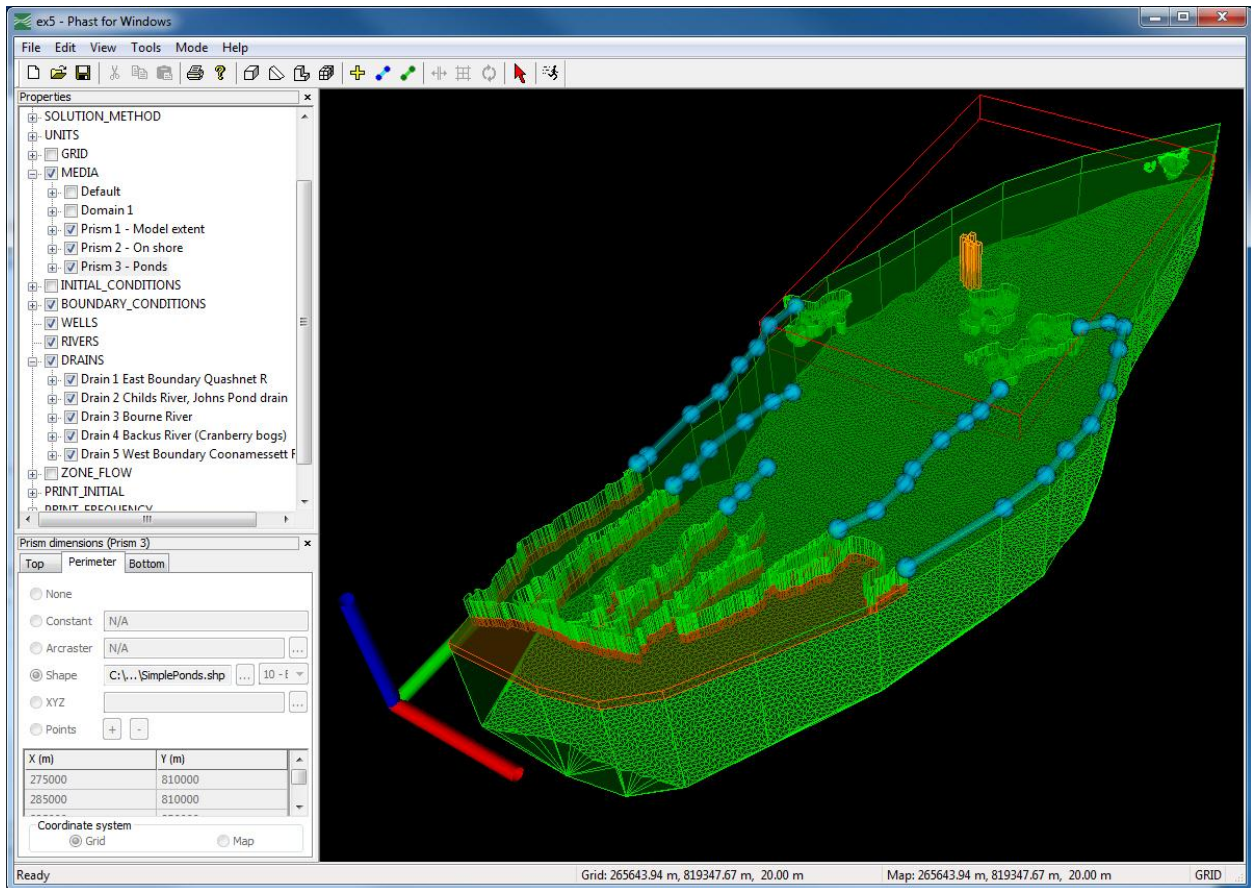 ex5 - Phast for Windows
File Edit View Tools Mode Help
Properties
SOLUTION_METHOD
UNITS
GRID
MEDIA
Default
Domain 1
Prism 1 - Model extent
Prism 2 - On shore
Prism 3 - Ponds
INITIAL_CONDITIONS
BOUNDARY_CONDITIONS
WELLS
RIVERS
DRAINS
Drain 1 East Boundary Quashnet R
Drain 2 Childs River, Johns Pond drain
Drain 3 Bourne River
Drain 4 Backus River (Cranberry bogs)
Drain 5 West Boundary Coonamessett
ZONE_FLOW
PRINT_INITIAL
PRINT_FREQUENCY
Prism dimensions (Prism 3)
Top Perimeter Bottom
None
Constant N/A
Arcraster N/A ...
Shape C:\...\SimplePonds.shp ... 10 -
XYZ ...
Points + -
X (m) Y (m)
275000 810000
285000 810000
Coordinate system
Grid Map
Ready Grid: 265643.94 m, 819347.67 m, 20.00 m Map: 265643.94 m, 819347.67 m, 20.00 m GRID